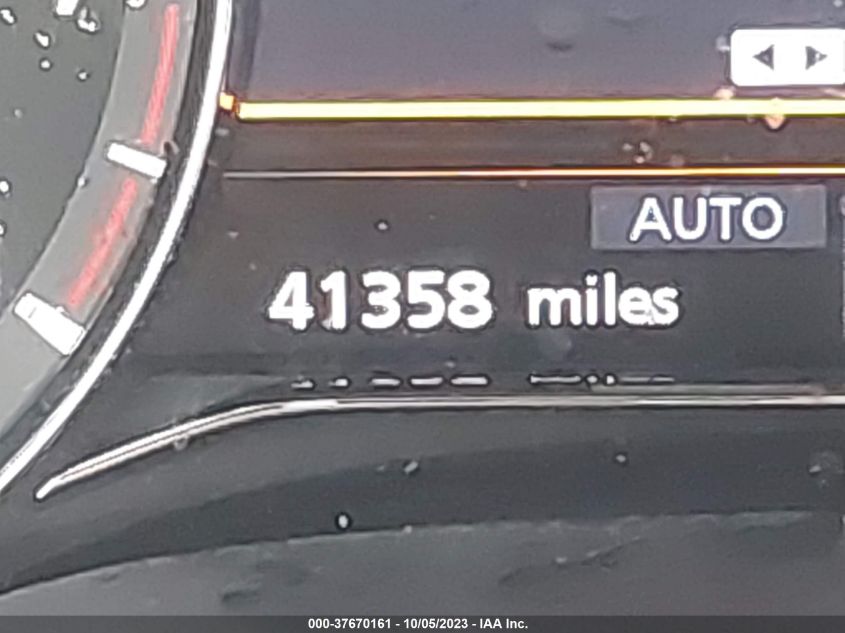 AUTO
41358 miles
000-37670161 - 10/05/2023 - IAA Inc.